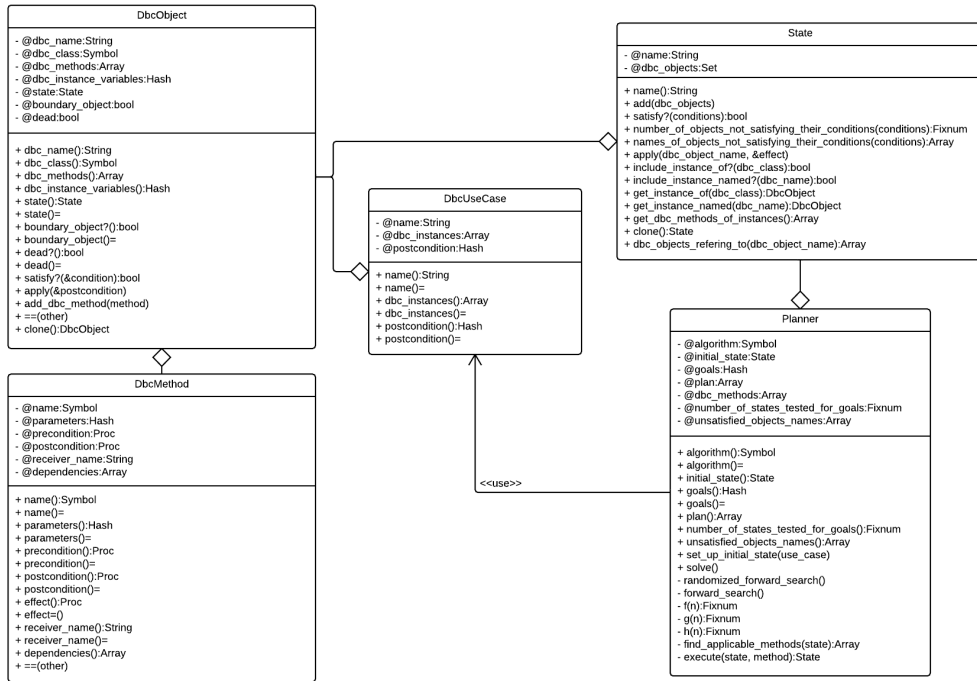 DbcObject
- @dbc_name:String
- @dbc_class:Symbol
- @dbc_methods:Array
- @dbc_instance_variables:Hash
- @state:State
- @boundary_object:bool
- @dead:bool
+ dbc_name():String
+ dbc_class():Symbol
+ dbc_methods():Array
+ dbc_instance_variables():Hash
+ state():State
+ state()=
+ boundary_object?():bool
+ boundary_object()=
+ dead?():bool
+ dead()=
+ satisfy?(&condition):bool
+ apply(&postcondition)
+ add_dbc_method(method)
+ ==(other)
+ clone():DbcObject
DbcMethod
- @name:Symbol
- @parameters:Hash
- @precondition:Proc
- @postcondition:Proc
- @receiver_name:String
- @dependencies:Array
+ name():Symbol
+ name()=
+ parameters():Hash
+ parameters()=
+ precondition():Proc
+ precondition()=
+ postcondition():Proc
+ postcondition()=
+ effect():Proc
+ effect=()
+ receiver_name():String
+ receiver_name()=
+ dependencies():Array
+ ==(other)
DbcUseCase
- @name:String
- @dbc_instances:Array
- @postcondition:Hash
+ name():String
+ name()=
+ dbc_instances():Array
+ dbc_instances()=
+ postcondition():Hash
+ postcondition()=
<<use>>
State
- @name:String
- @dbc_objects:Set
+ name():String
+ add(dbc_objects)
+ satisfy?(conditions):bool
+ number_of_objects_not_satisfying_their_conditions(conditions):Fixnum
+ names_of_objects_not_satisfying_their_conditions(conditions):Array
+ apply(dbc_object_name, &effect)
+ include_instance_of?(dbc_class):bool
+ include_instance_named?(dbc_name):bool
+ get_instance_of(dbc_class):DbcObject
+ get_instance_named(dbc_name):DbcObject
+ get_dbc_methods_of_instances():Array
+ clone():State
+ dbc_objects_refering_to(dbc_object_name):Array
Planner
- @algorithm:Symbol
- @initial_state:State
- @goals:Hash
- @plan:Array
- @dbc_methods:Array
- @number_of_states_tested_for_goals:Fixnum
- @unsatisfied_objects_names:Array
+ algorithm():Symbol
+ algorithm()=
+ initial_state():State
+ goals():Hash
+ goals()=
+ plan():Array
+ number_of_states_tested_for_goals():Fixnum
+ unsatisfied_objects_names():Array
+ set_up_initial_state(use_case)
+ solve()
- randomized_forward_search()
- forward_search()
- f(n):Fixnum
- g(n):Fixnum
- h(n):Fixnum
- find_applicable_methods(state):Array
- execute(state, method):State